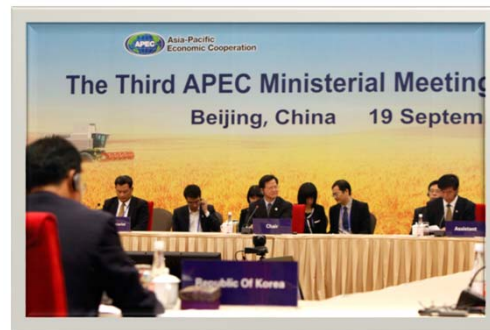 APEC
Asia-Pacific
Economic Cooperation
The Third APEC Ministerial Meeting
Beijing, China 19 Septem
Chair
Assistant
Republic Of Korea